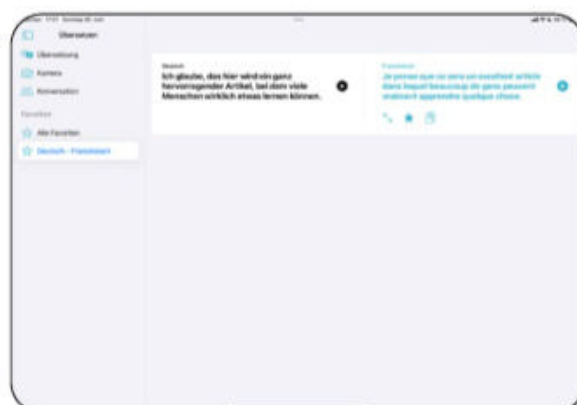 Übersetzen
Übersetzung
Kamera
Konversation
Favoriten
Alle Favoriten
Deutsch - Französisch
Deutsch
Ich glaube, das hier wird ein ganz
hervorragender Artikel, bei dem viele
Menschen wirklich etwas lernen können.
Französisch
Je pense que ce sera un excellent article
dans lequel beaucoup de gens peuvent
vraiment apprendre quelque chose.